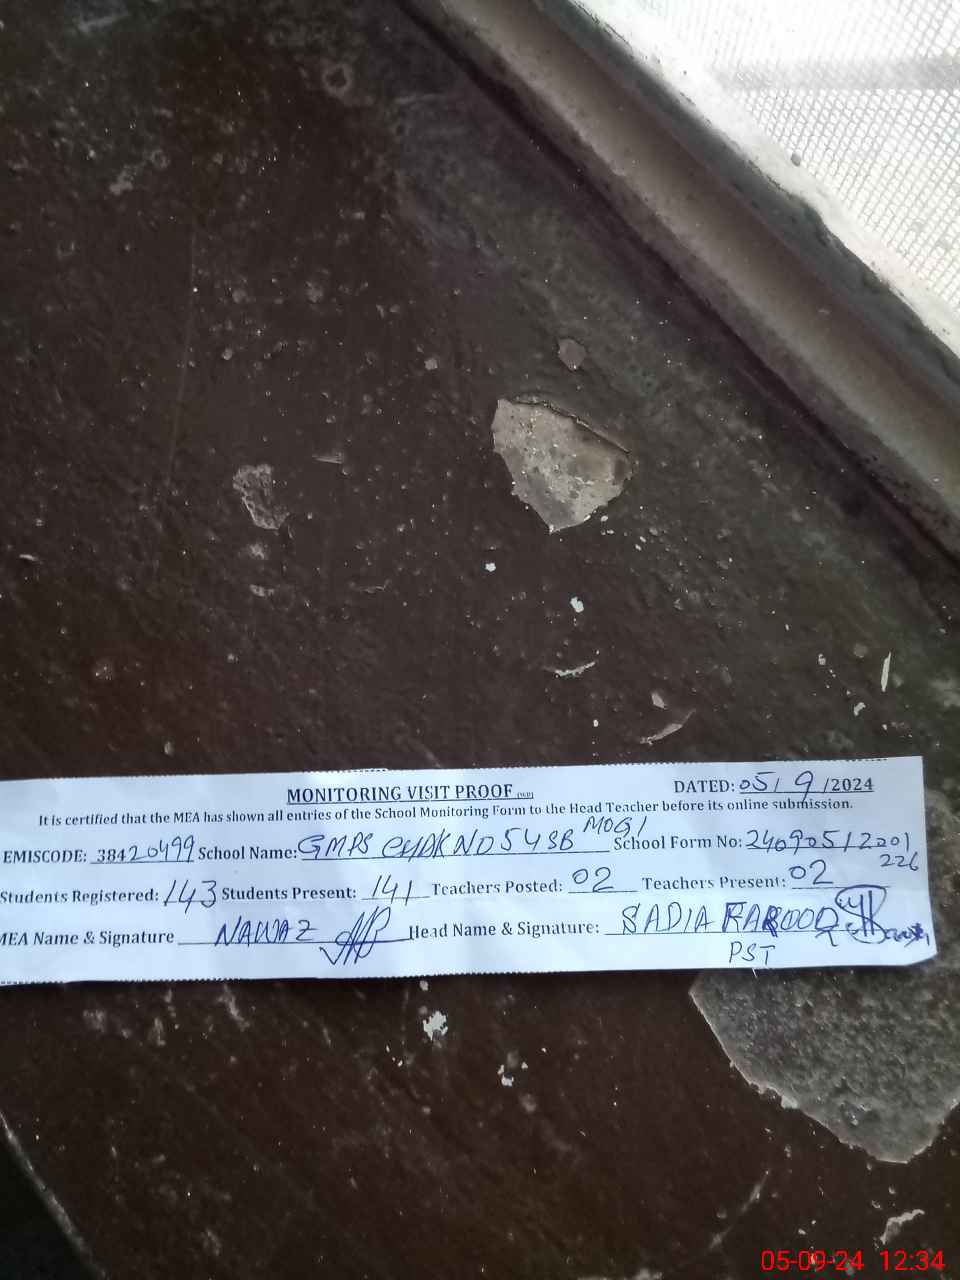 MONITORING VISIT PROOF
DATED: 05/ 9 /2024
It is certified that the MEA has shown all entries of the School Monitoring Form to the Head Teacher before its online submission.
EMISCODE: 38420499 School Name: GMPS CHAK NO 54 SB School Form No: 24090512001
226
Students Registered: 143 Students Present: 141 Teachers Posted: 02 Teachers Present: 02
MEA Name & Signature NAWAZ Head Name & Signature: SADIA FAROOQ
PST
05-09-24 12:34